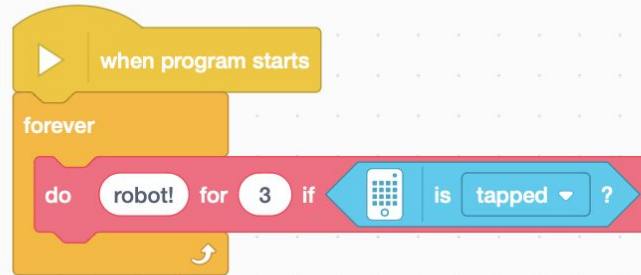 when program starts
forever
do robot! for 3 if is tapped ?